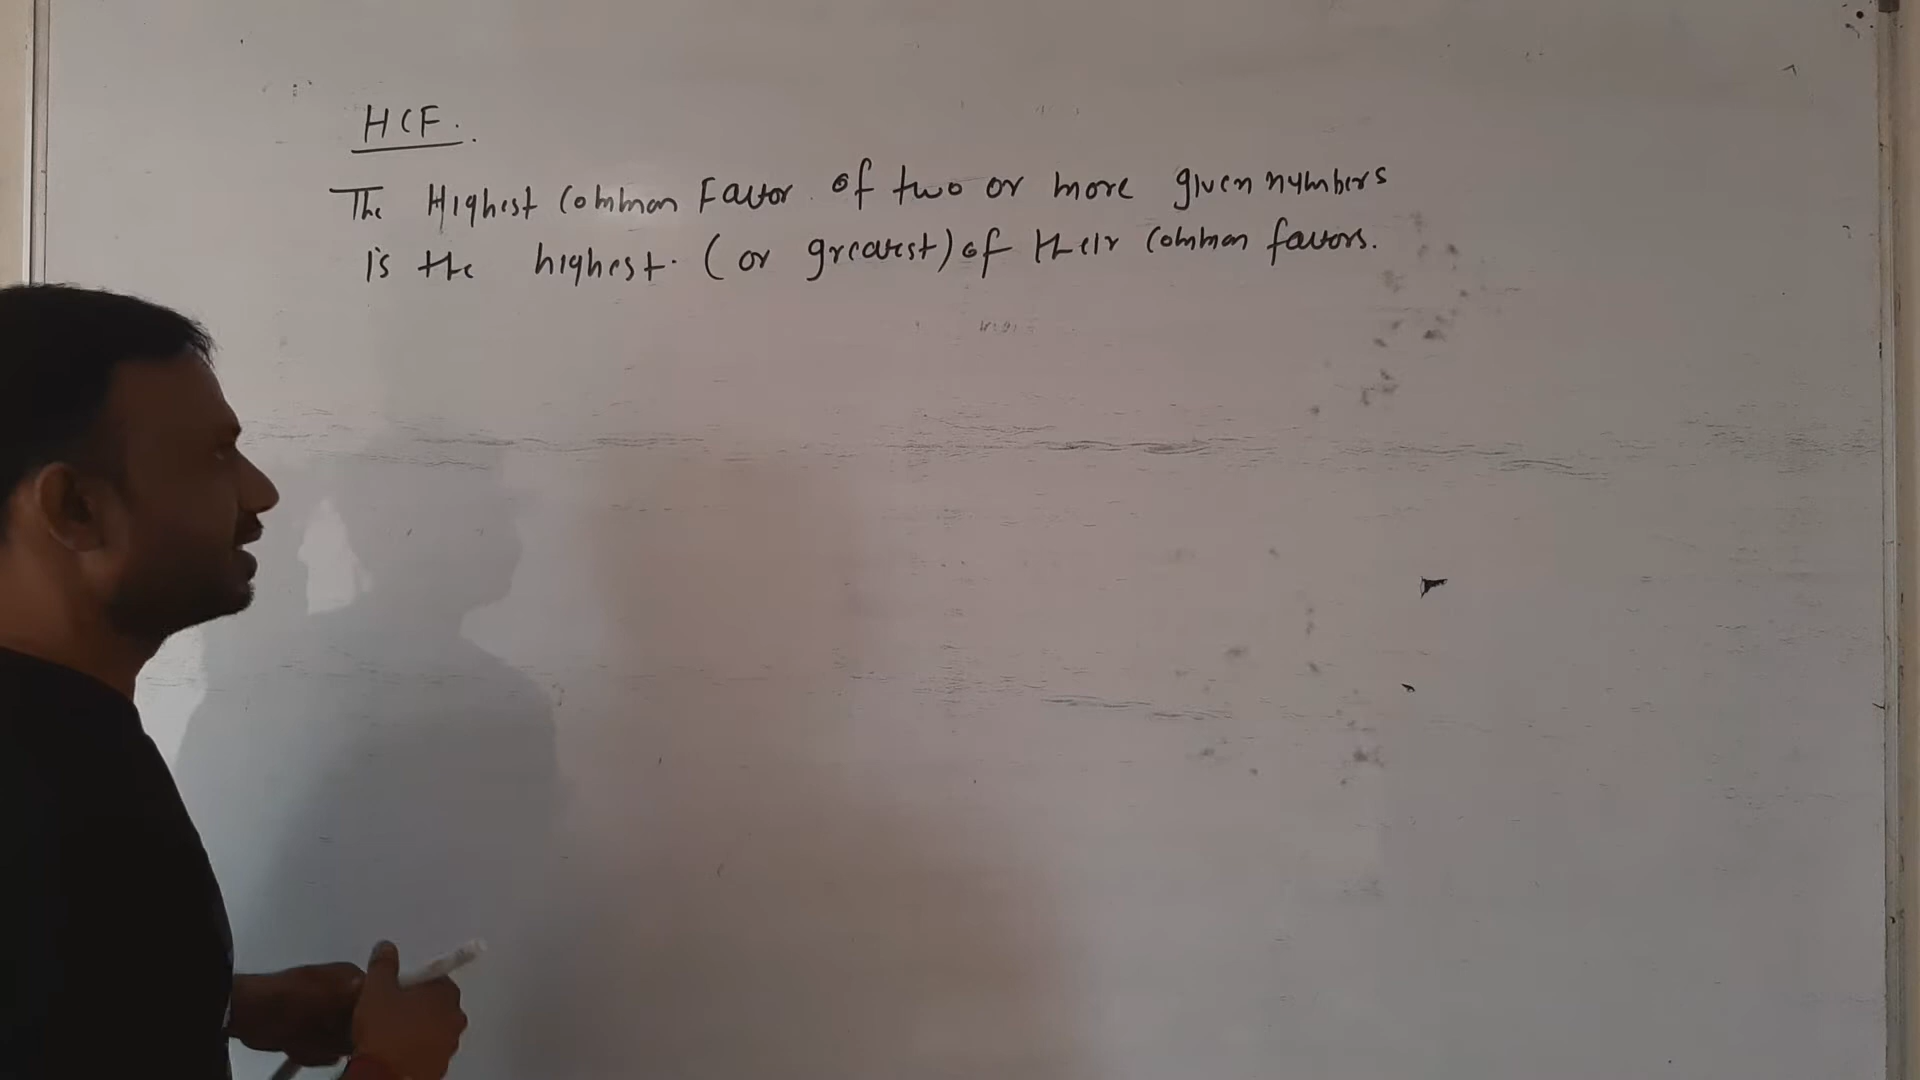 HCF.
The Highest Common Factor of two or more given numbers
is the highest. (or greatest) of their common factors.